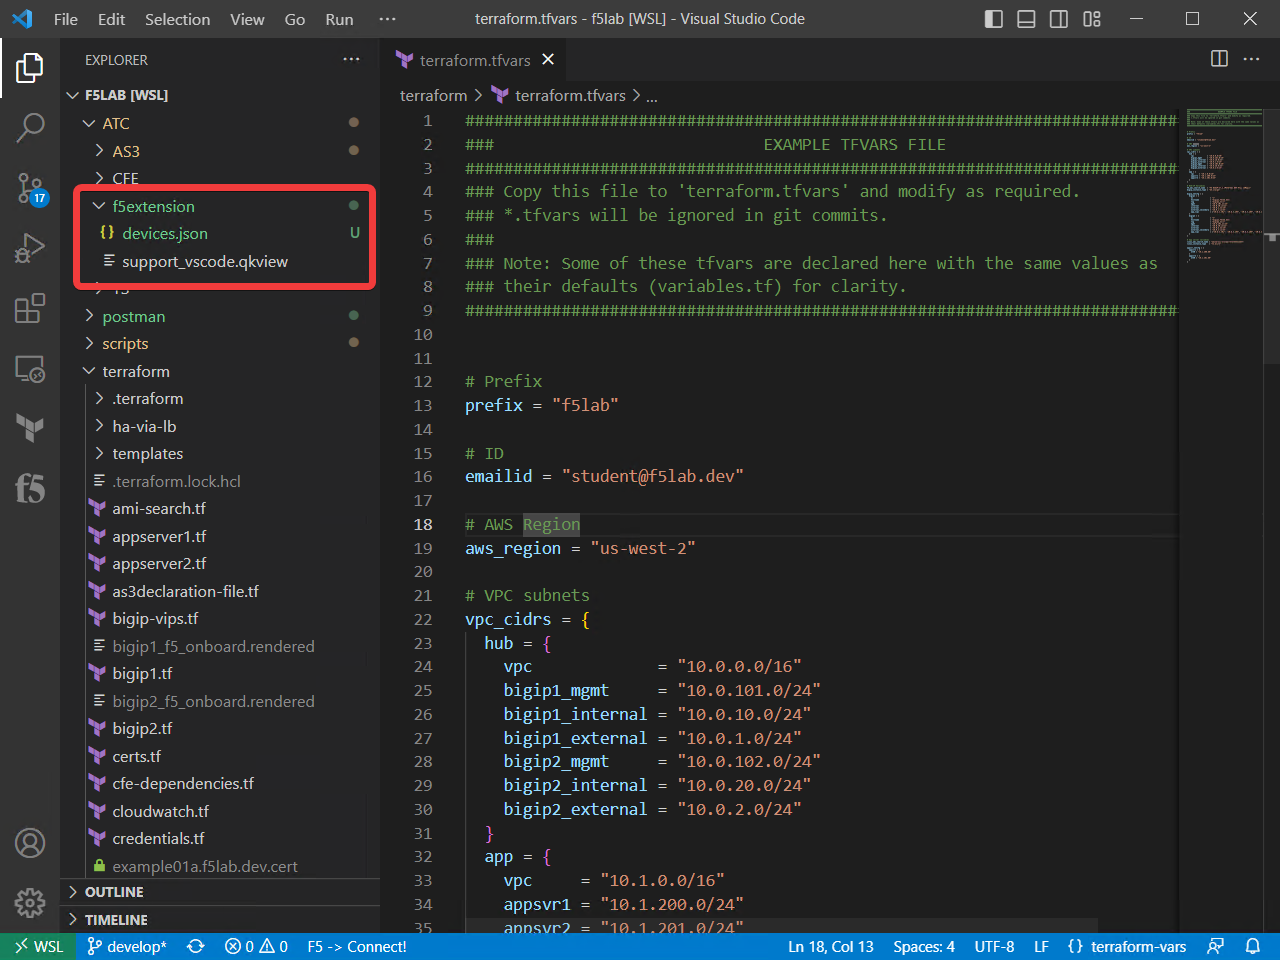 File Edit Selection View Go Run ···
terraform.tfvars - f5lab [WSL] - Visual Studio Code
EXPLORER
F5LAB [WSL]
ATC
AS3
CFE
f5extension
{} devices.json U
support_vscode.qkview
postman
scripts
terraform
.terraform
ha-via-lb
templates
.terraform.lock.hcl
ami-search.tf
appserver1.tf
appserver2.tf
as3declaration-file.tf
bigip-vips.tf
bigip1_f5_onboard.rendered
bigip1.tf
bigip2_f5_onboard.rendered
bigip2.tf
certs.tf
cfe-dependencies.tf
cloudwatch.tf
credentials.tf
example01a.f5lab.dev.cert
OUTLINE
TIMELINE
17
f5
terraform.tfvars
terraform > terraform.tfvars > ...
1 ##########################################################################
2 ### EXAMPLE TFVARS FILE
3 ##########################################################################
4 ### Copy this file to 'terraform.tfvars' and modify as required.
5 ### *.tfvars will be ignored in git commits.
6 ###
7 ### Note: Some of these tfvars are declared here with the same values as
8 ### their defaults (variables.tf) for clarity.
9 ##########################################################################
10
11
12 # Prefix
13 prefix = "f5lab"
14
15 # ID
16 emailid = "student@f5lab.dev"
17
18 # AWS Region
19 aws_region = "us-west-2"
20
21 # VPC subnets
22 vpc_cidrs = {
23 hub = {
24 vpc = "10.0.0.0/16"
25 bigip1_mgmt = "10.0.101.0/24"
26 bigip1_internal = "10.0.10.0/24"
27 bigip1_external = "10.0.1.0/24"
28 bigip2_mgmt = "10.0.102.0/24"
29 bigip2_internal = "10.0.20.0/24"
30 bigip2_external = "10.0.2.0/24"
31 }
32 app = {
33 vpc = "10.1.0.0/16"
34 appsvr1 = "10.1.200.0/24"
35 appsvr2 = "10.1.201.0/24"
WSL develop* 0 0 F5 -> Connect! Ln 18, Col 13 Spaces: 4 UTF-8 LF {} terraform-vars